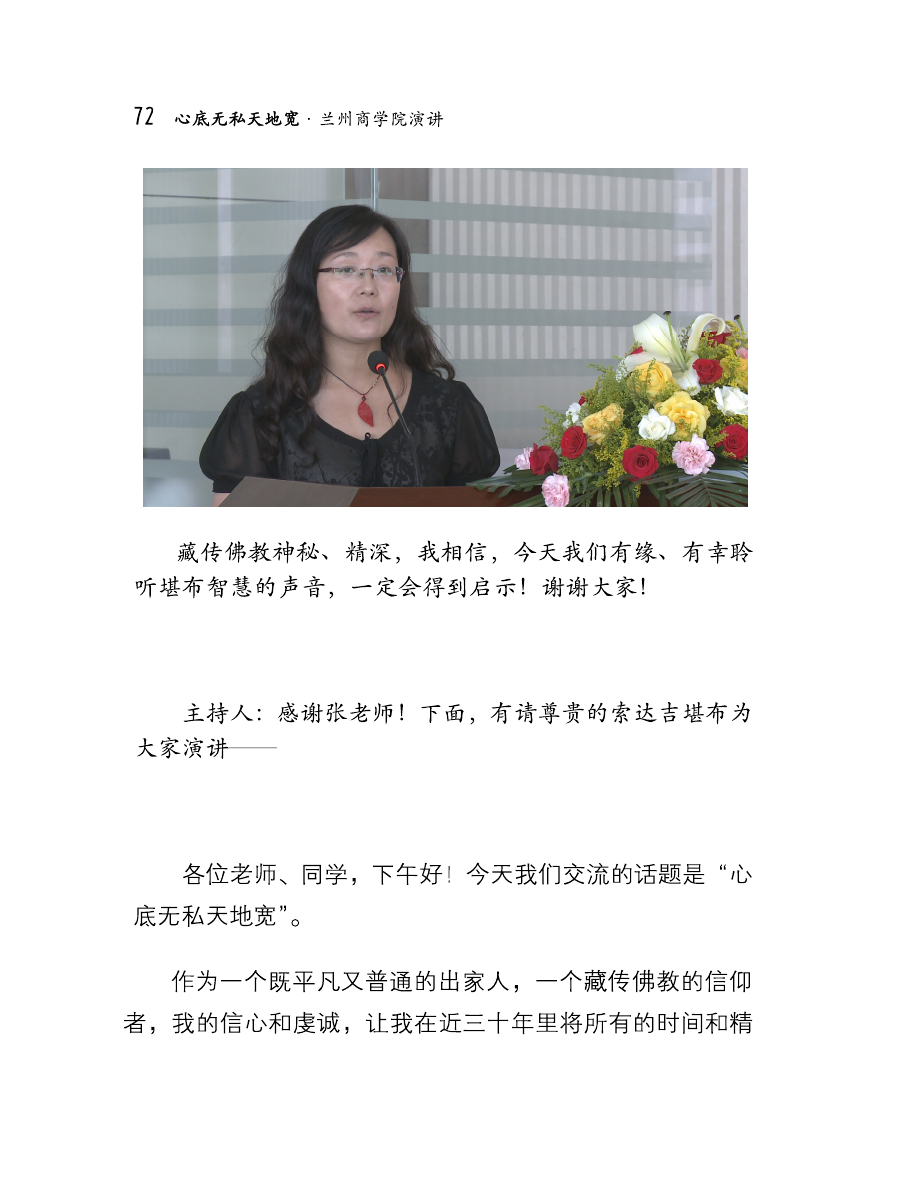 72 心底无私天地宽·兰州商学院演讲
藏传佛教神秘、精深，我相信，今天我们有缘、有幸聆
听堪布智慧的声音，一定会得到启示！谢谢大家！
主持人：感谢张老师！下面，有请尊贵的索达吉堪布为
大家演讲——
各位老师、同学，下午好！今天我们交流的话题是“心
底无私天地宽”。
作为一个既平凡又普通的出家人，一个藏传佛教的信仰
者，我的信心和虔诚，让我在近三十年里将所有的时间和精